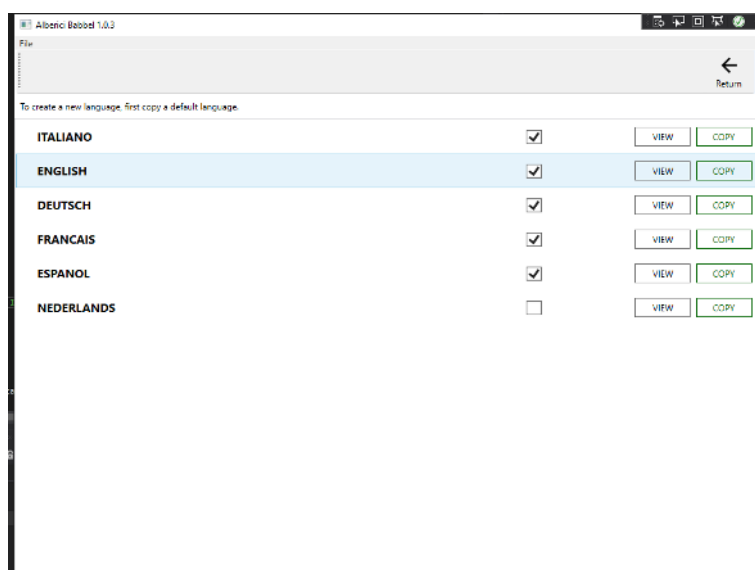 Alberici Babbel 1.0.3
File
Return
To create a new language, first copy a default language.
ITALIANO VIEW COPY
ENGLISH VIEW COPY
DEUTSCH VIEW COPY
FRANCAIS VIEW COPY
ESPANOL VIEW COPY
NEDERLANDS VIEW COPY